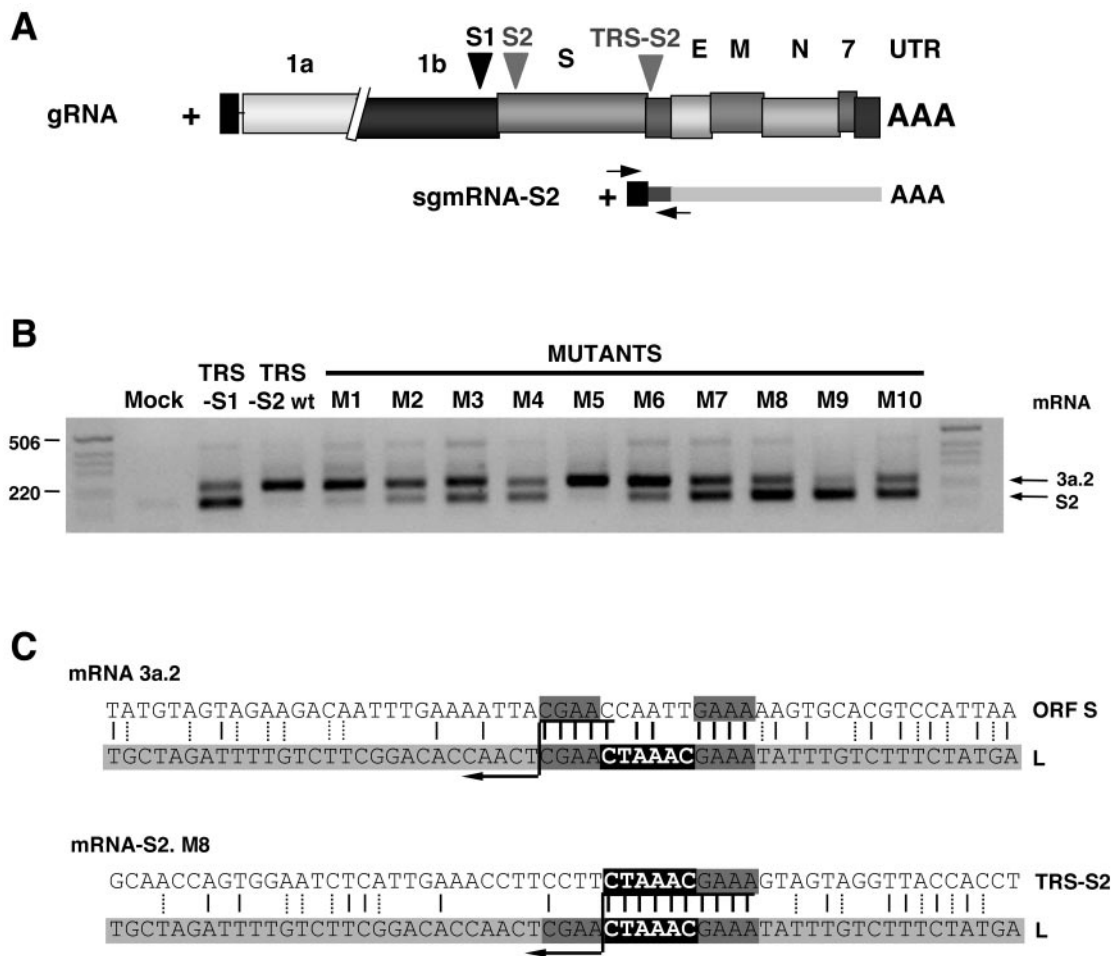 A
S1 S2 S TRS-S2 E M N 7 UTR
1a 1b
gRNA + AAA
sgmRNA-S2 + AAA
B
MUTANTS
Mock TRS -S1 TRS -S2 wt M1 M2 M3 M4 M5 M6 M7 M8 M9 M10 mRNA
506
220
3a.2
S2
C
mRNA 3a.2
TATGTAGTAGAAGACAATTTGAAAATTACGAACCAATTGAAAAAGTGCACGTCCATTAA ORF S
TGCTAGATTTTGTCTTCGGACACCAACTCGAACTAAACGAAATATTTGTCTTTCTATGA L
mRNA-S2. M8
GCAACCAGTGGAATCTCATTGAAACCTTCCTTCTAAACGAAAGTAGTAGGTTACCACCT TRS-S2
TGCTAGATTTTGTCTTCGGACACCAACTCGAACTAAACGAAATATTTGTCTTTCTATGA L